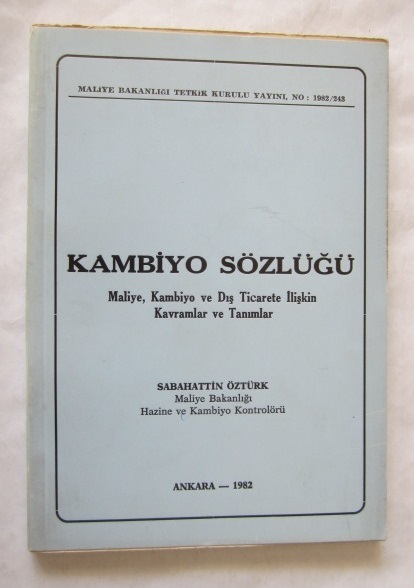 MALİYE BAKANLIĞI TETKİK KURULU YAYINI, NO: 1982/243
KAMBİYO SÖZLÜĞÜ
Maliye, Kambiyo ve Dış Ticarete İlişkin
Kavramlar ve Tanımlar
SABAHATTİN ÖZTÜRK
Maliye Bakanlığı
Hazine ve Kambiyo Kontrolörü
ANKARA — 1982